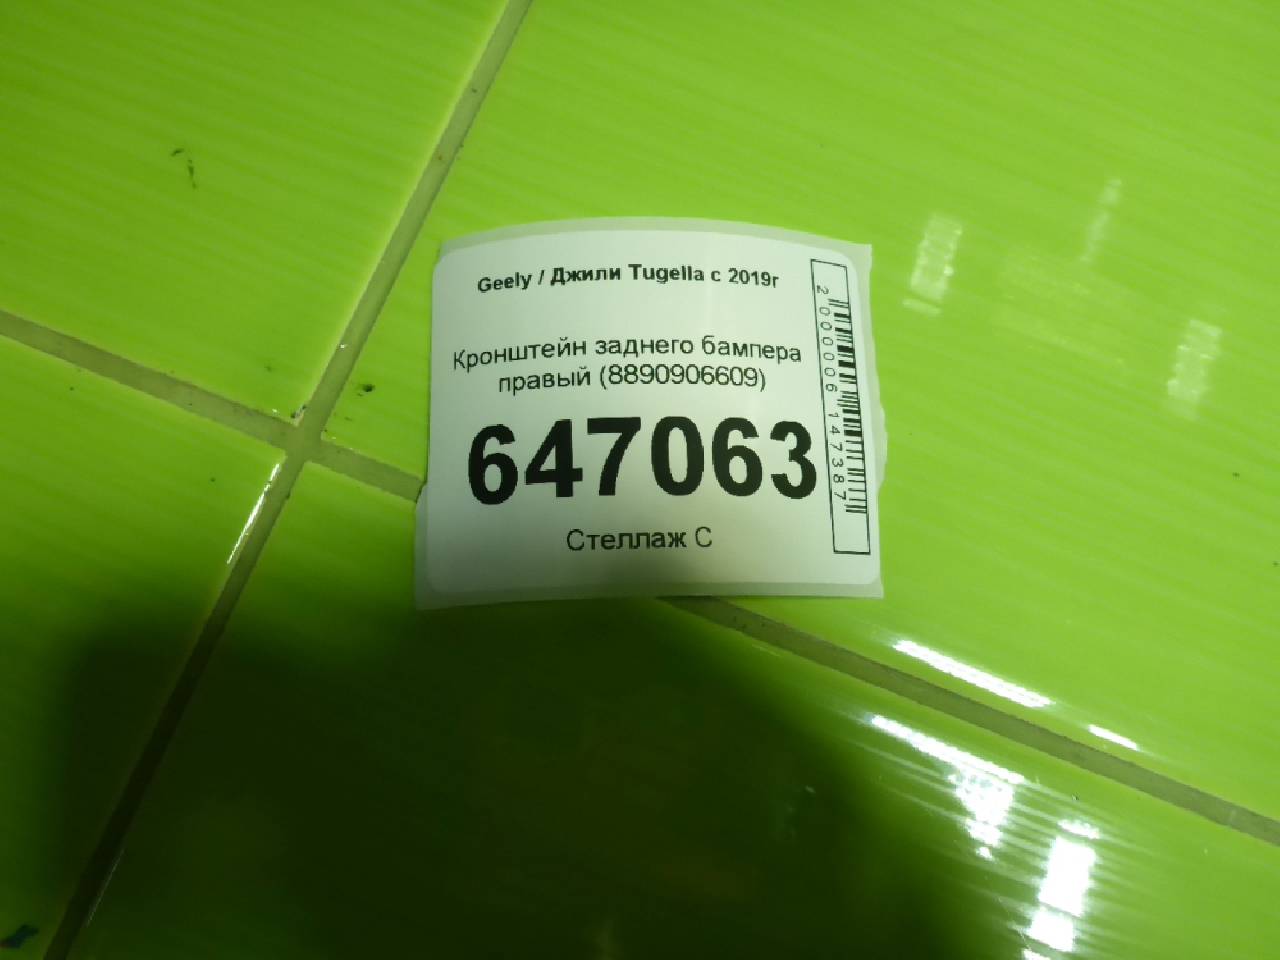 Geely / Джили Tugella с 2019г
Кронштейн заднего бампера
правый (8890906609)
647063
Стеллаж С
2000006147387